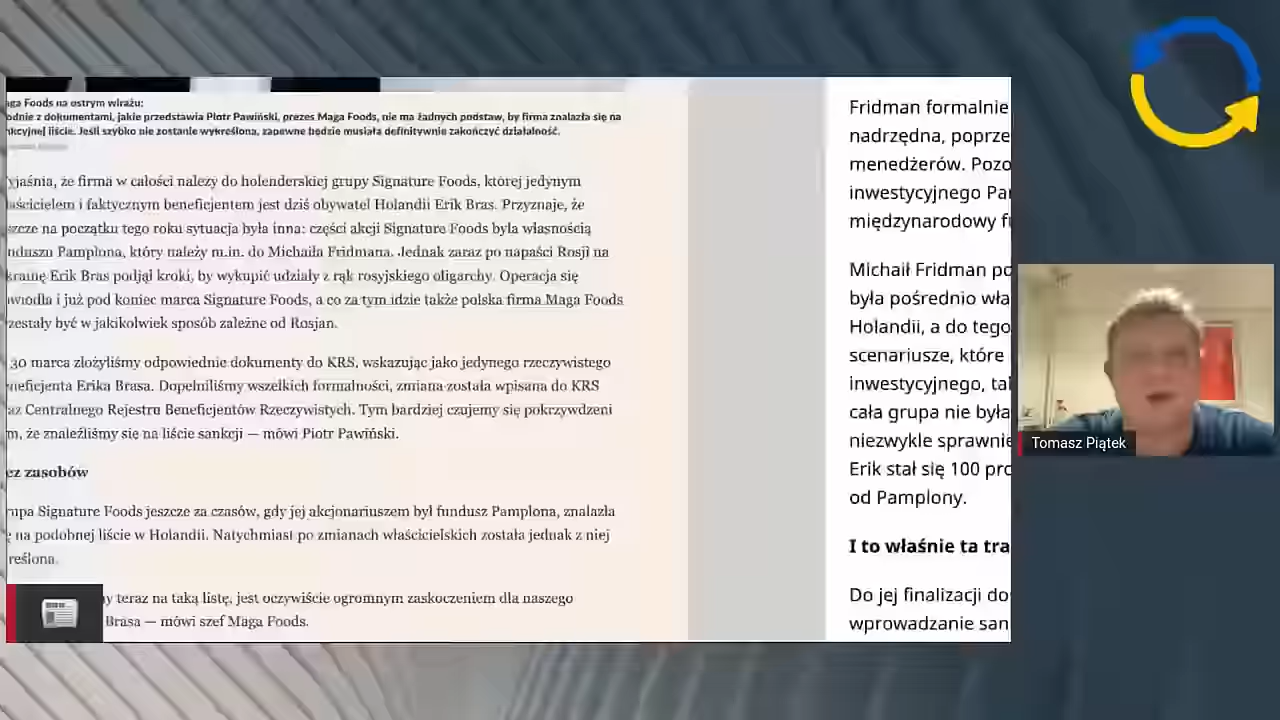 aga Foods na ostrym wirażu:
odnie z dokumentami, jakie przedstawia Piotr Pawiński, prezes Maga Foods, nie ma żadnych podstaw, by firma znalazła się na
nkcyjnej liście. Jeśli szybko nie zostanie wykreślona, zapewne będzie musiała definitywnie zakończyć działalność.
yjaśnia, że firma w całości należy do holenderskiej grupy Signature Foods, której jedynym
aścicielem i faktycznym beneficjentem jest dziś obywatel Holandii Erik Bras. Przyznaje, że
szcze na początku tego roku sytuacja była inna: części akcji Signature Foods była własnością
nduszu Pamplona, który należy m.in. do Michaiła Fridmana. Jednak zaraz po napaści Rosji na
krainę Erik Bras podjął kroki, by wykupić udziały z rąk rosyjskiego oligarchy. Operacja się
wiodła i już pod koniec marca Signature Foods, a co za tym idzie także polska firma Maga Foods
zestały być w jakikolwiek sposób zależne od Rosjan.
30 marca złożyliśmy odpowiednie dokumenty do KRS, wskazując jako jedynego rzeczywistego
neficjenta Erika Brasa. Dopełniliśmy wszelkich formalności, zmiana została wpisana do KRS
az Centralnego Rejestru Beneficjentów Rzeczywistych. Tym bardziej czujemy się pokrzywdzeni
m, że znaleźliśmy się na liście sankcji — mówi Piotr Pawiński.
ez zasobów
rupa Signature Foods jeszcze za czasów, gdy jej akcjonariuszem był fundusz Pamplona, znalazła
ę na podobnej liście w Holandii. Natychmiast po zmianach właścicielskich została jednak z niej
reślona.
y teraz na taką listę, jest oczywiście ogromnym zaskoczeniem dla naszego
Brasa — mówi szef Maga Foods.
Fridman formalnie
nadrzędna, poprze
menedżerów. Pozo
inwestycyjnego Par
międzynarodowy fu
Michaił Fridman po
była pośrednio wła
Holandii, a do tego
scenariusze, które
inwestycyjnego, tal
cała grupa nie była
niezwykle sprawnie
Erik stał się 100 pro
od Pamplony.
I to właśnie ta tra
Do jej finalizacji do
wprowadzanie san
Tomasz Piątek